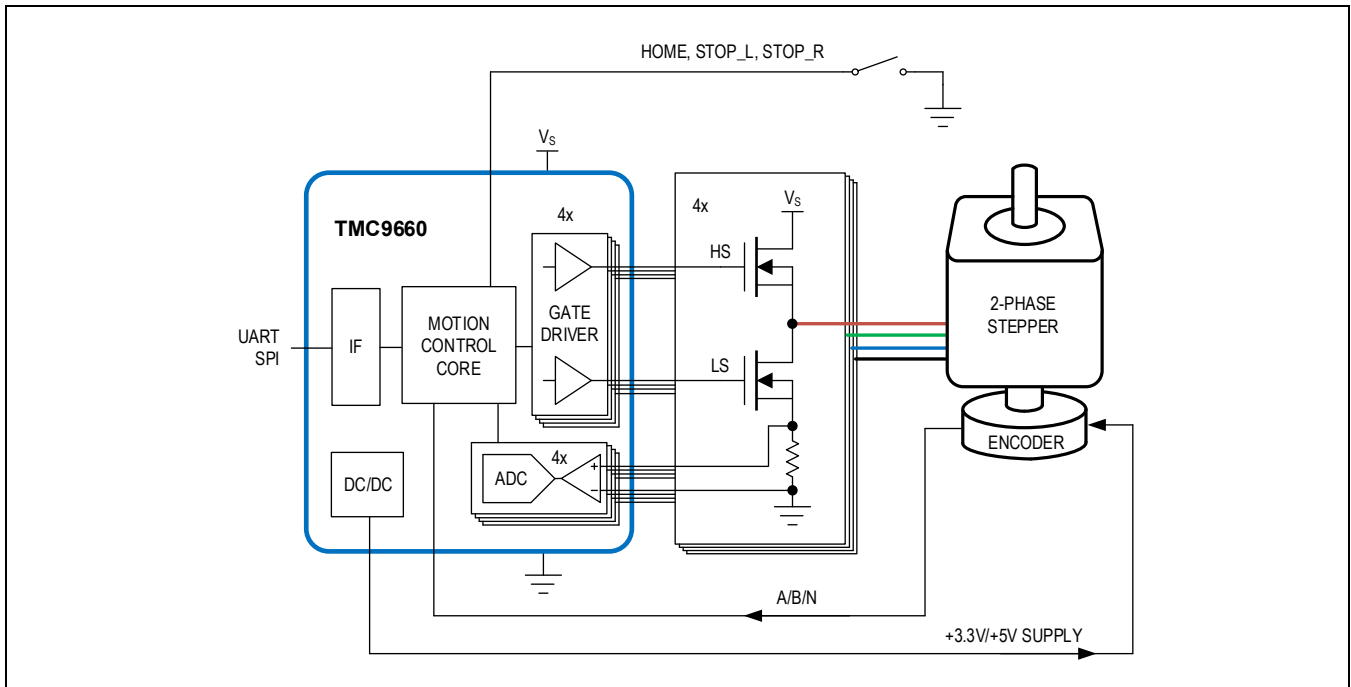 HOME, STOP_L, STOP_R
VS
TMC9660
4x
4x
VS
HS
GATE
DRIVER
MOTION
CONTROL
CORE
IF
UART
SPI
2-PHASE
STEPPER
LS
ENCODER
4x
+
ADC
−
DC/DC
A/B/N
+3.3V/+5V SUPPLY